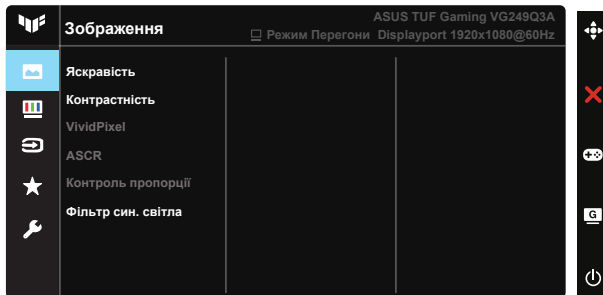 ASUS TUF Gaming VG249Q3A
Зображення
Режим Перегони Displayport 1920x1080@60Hz
Яскравість
Контрастність
VividPixel
ASCR
Контроль пропорції
Фільтр син. світла
G